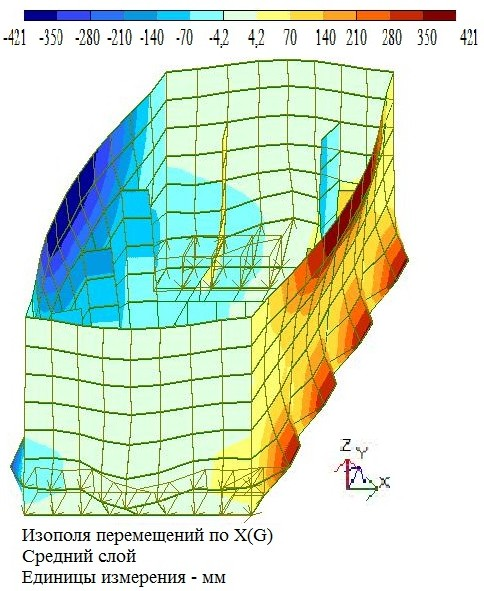 -421 -350 -280 -210 -140 -70 -4,2 4,2 70 140 210 280 350 421
Z Y
X
Изополя перемещений по X(G)
Средний слой
Единицы измерения - мм